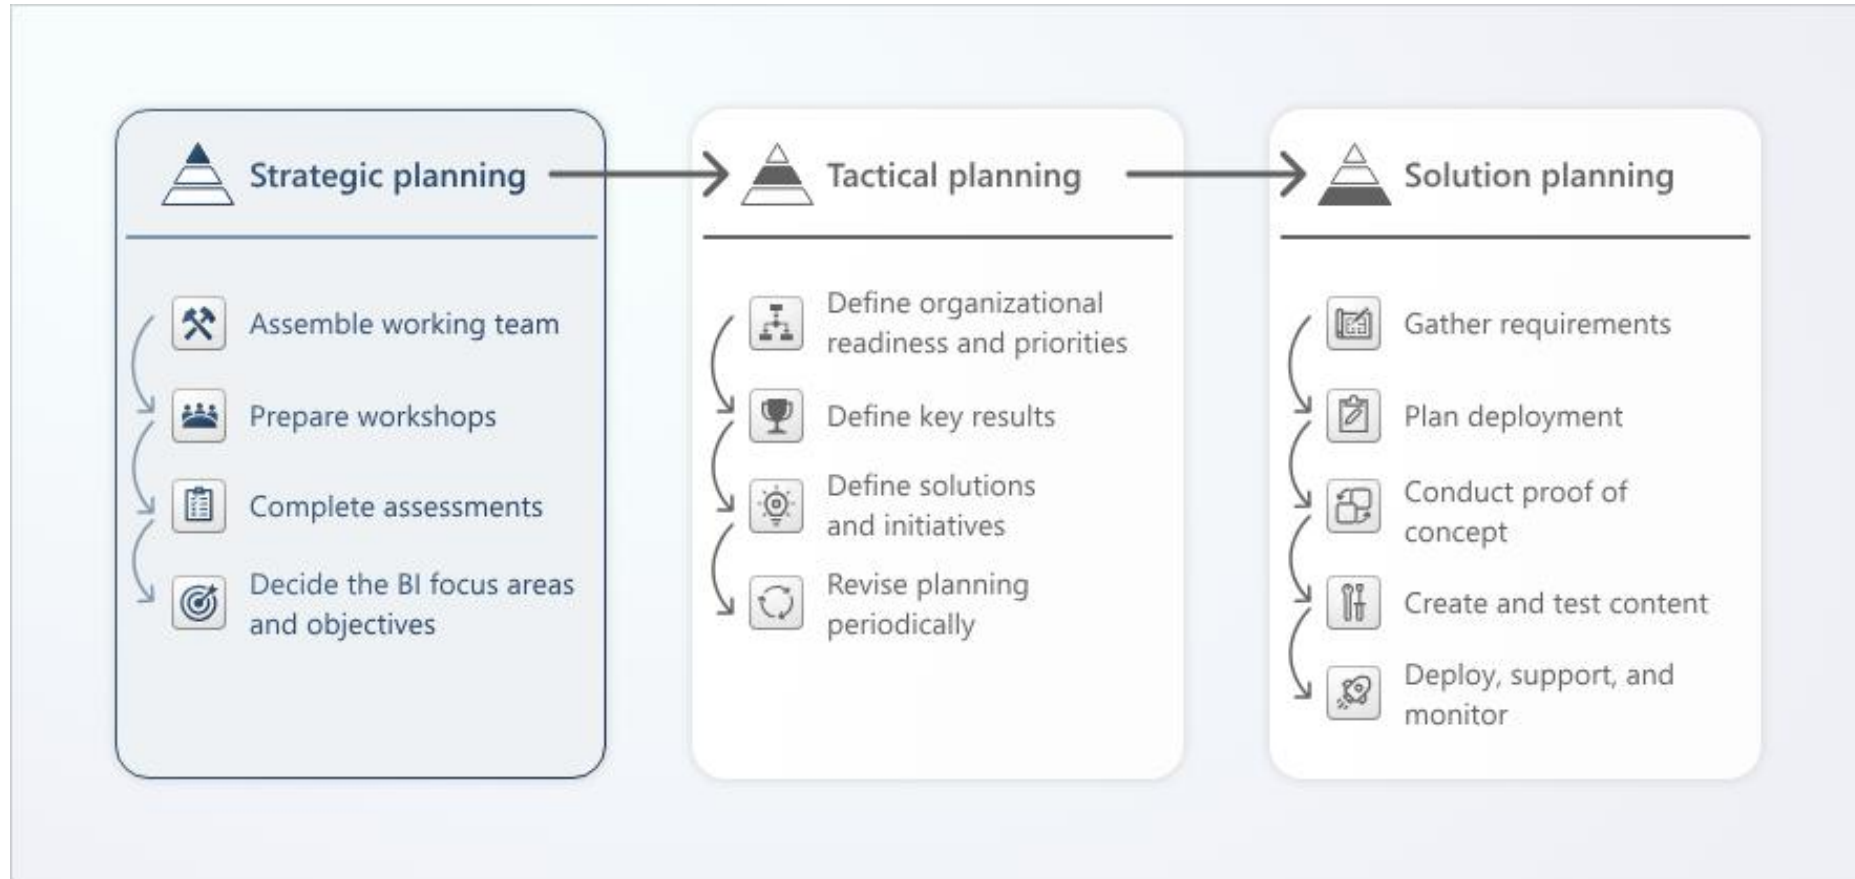 Strategic planning
Assemble working team
Prepare workshops
Complete assessments
Decide the BI focus areas
and objectives
Tactical planning
Define organizational
readiness and priorities
Define key results
Define solutions
and initiatives
Revise planning
periodically
Solution planning
Gather requirements
Plan deployment
Conduct proof of
concept
Create and test content
Deploy, support, and
monitor